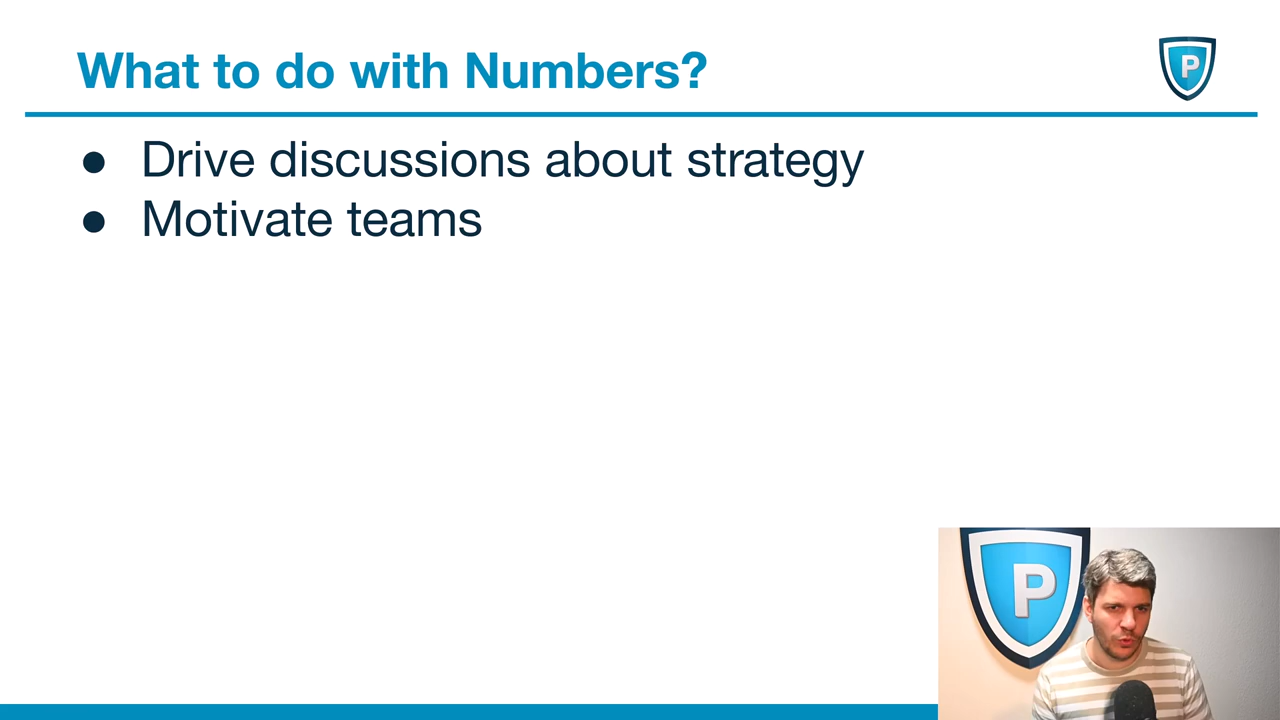 What to do with Numbers?
P
● Drive discussions about strategy
● Motivate teams
P